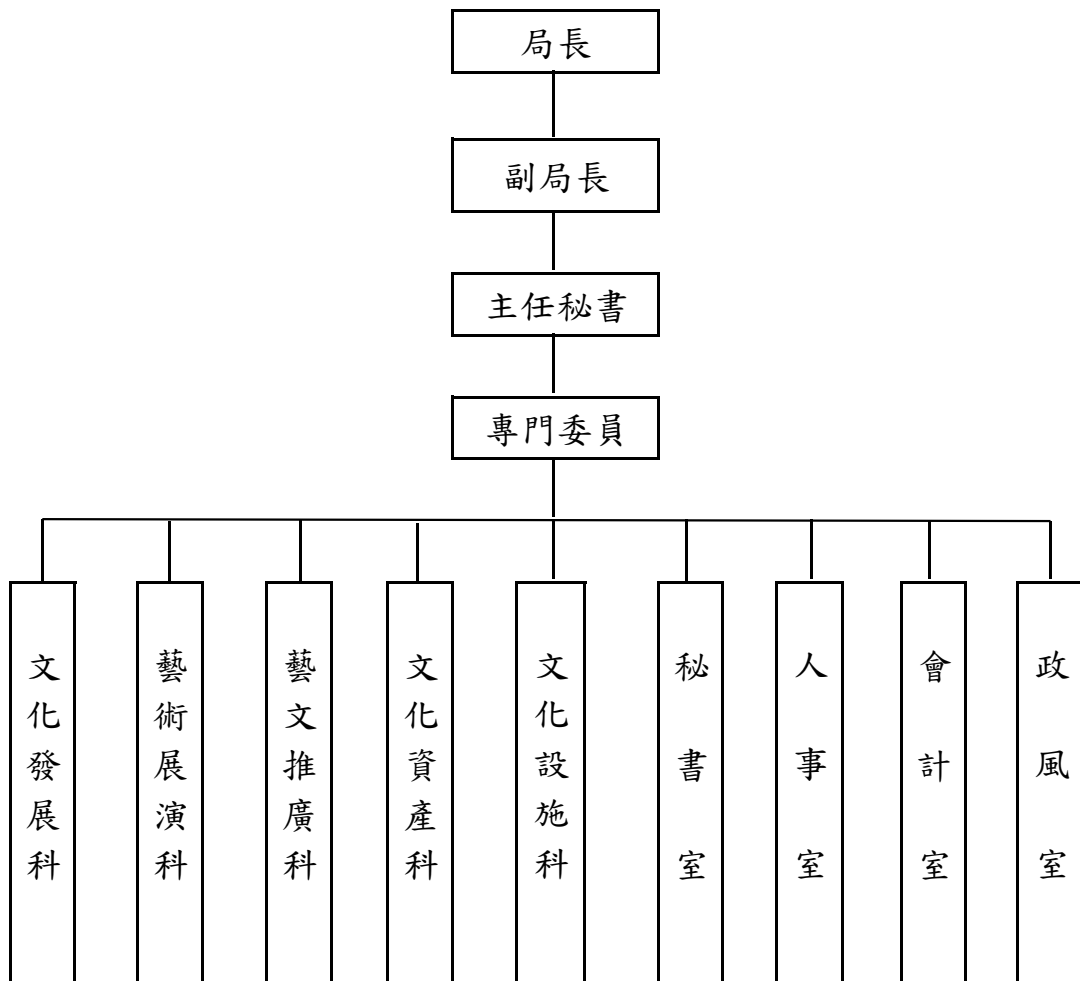 局長
副局長
主任秘書
專門委員
文化發展科
藝術展演科
藝文推廣科
文化資產科
文化設施科
秘書室
人事室
會計室
政風室